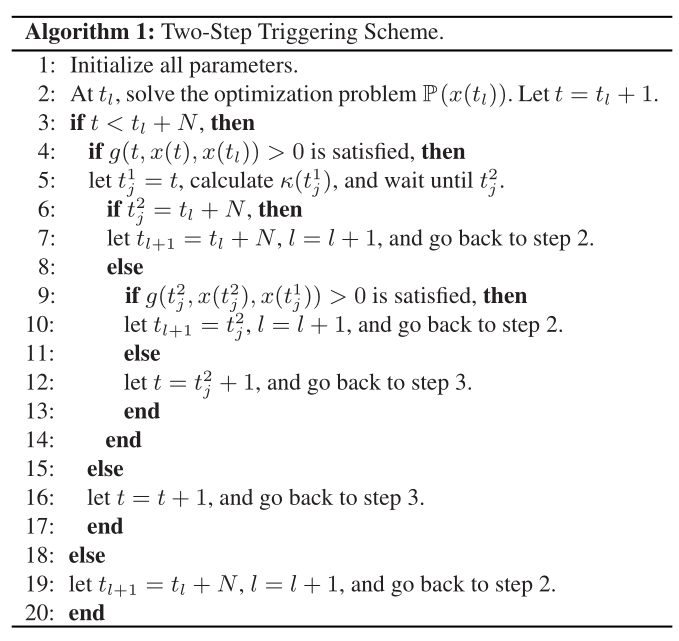 Algorithm 1: Two-Step Triggering Scheme.
1: Initialize all parameters.
2: At t_l, solve the optimization problem ℙ(x(t_l)). Let t = t_l + 1.
3: if t < t_l + N, then
4: if g(t, x(t), x(t_l)) > 0 is satisfied, then
5: let t_j^1 = t, calculate κ(t_j^1), and wait until t_j^2.
6: if t_j^2 = t_l + N, then
7: let t_{l+1} = t_l + N, l = l + 1, and go back to step 2.
8: else
9: if g(t_j^2, x(t_j^2), x(t_j^1)) > 0 is satisfied, then
10: let t_{l+1} = t_j^2, l = l + 1, and go back to step 2.
11: else
12: let t = t_j^2 + 1, and go back to step 3.
13: end
14: end
15: else
16: let t = t + 1, and go back to step 3.
17: end
18: else
19: let t_{l+1} = t_l + N, l = l + 1, and go back to step 2.
20: end